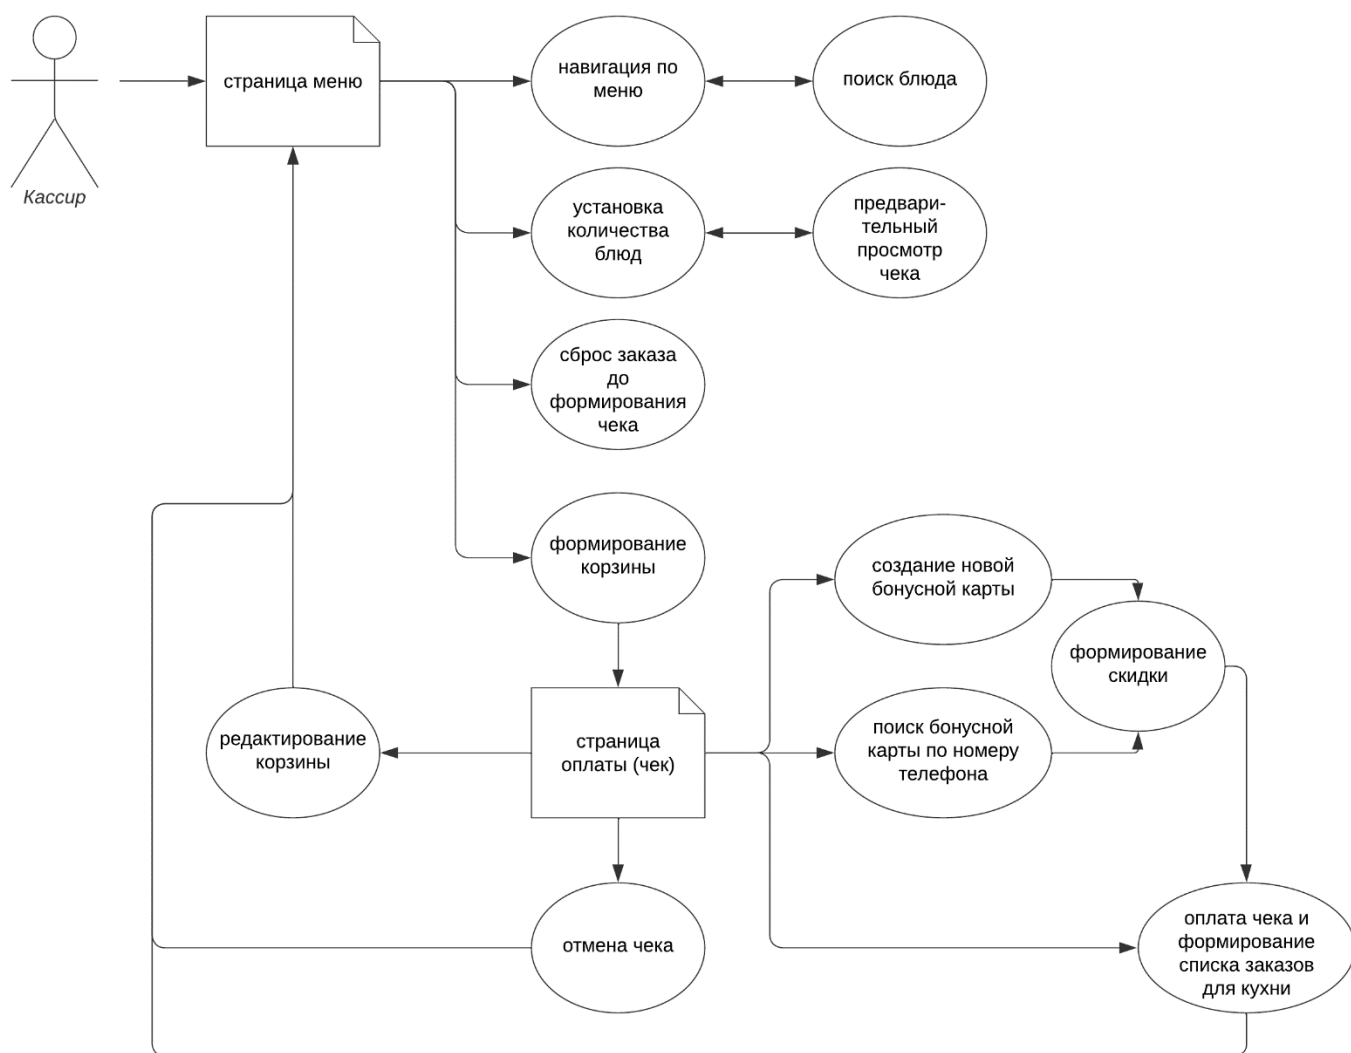 страница меню
навигация по
меню
поиск блюда
Кассир
установка
количества
блюд
предвари-
тельный
просмотр
чека
сброс заказа
до
формирования
чека
формирование
корзины
создание новой
бонусной карты
формирование
скидки
редактирование
корзины
страница
оплаты (чек)
поиск бонусной
карты по номеру
телефона
отмена чека
оплата чека и
формирование
списка заказов
для кухни